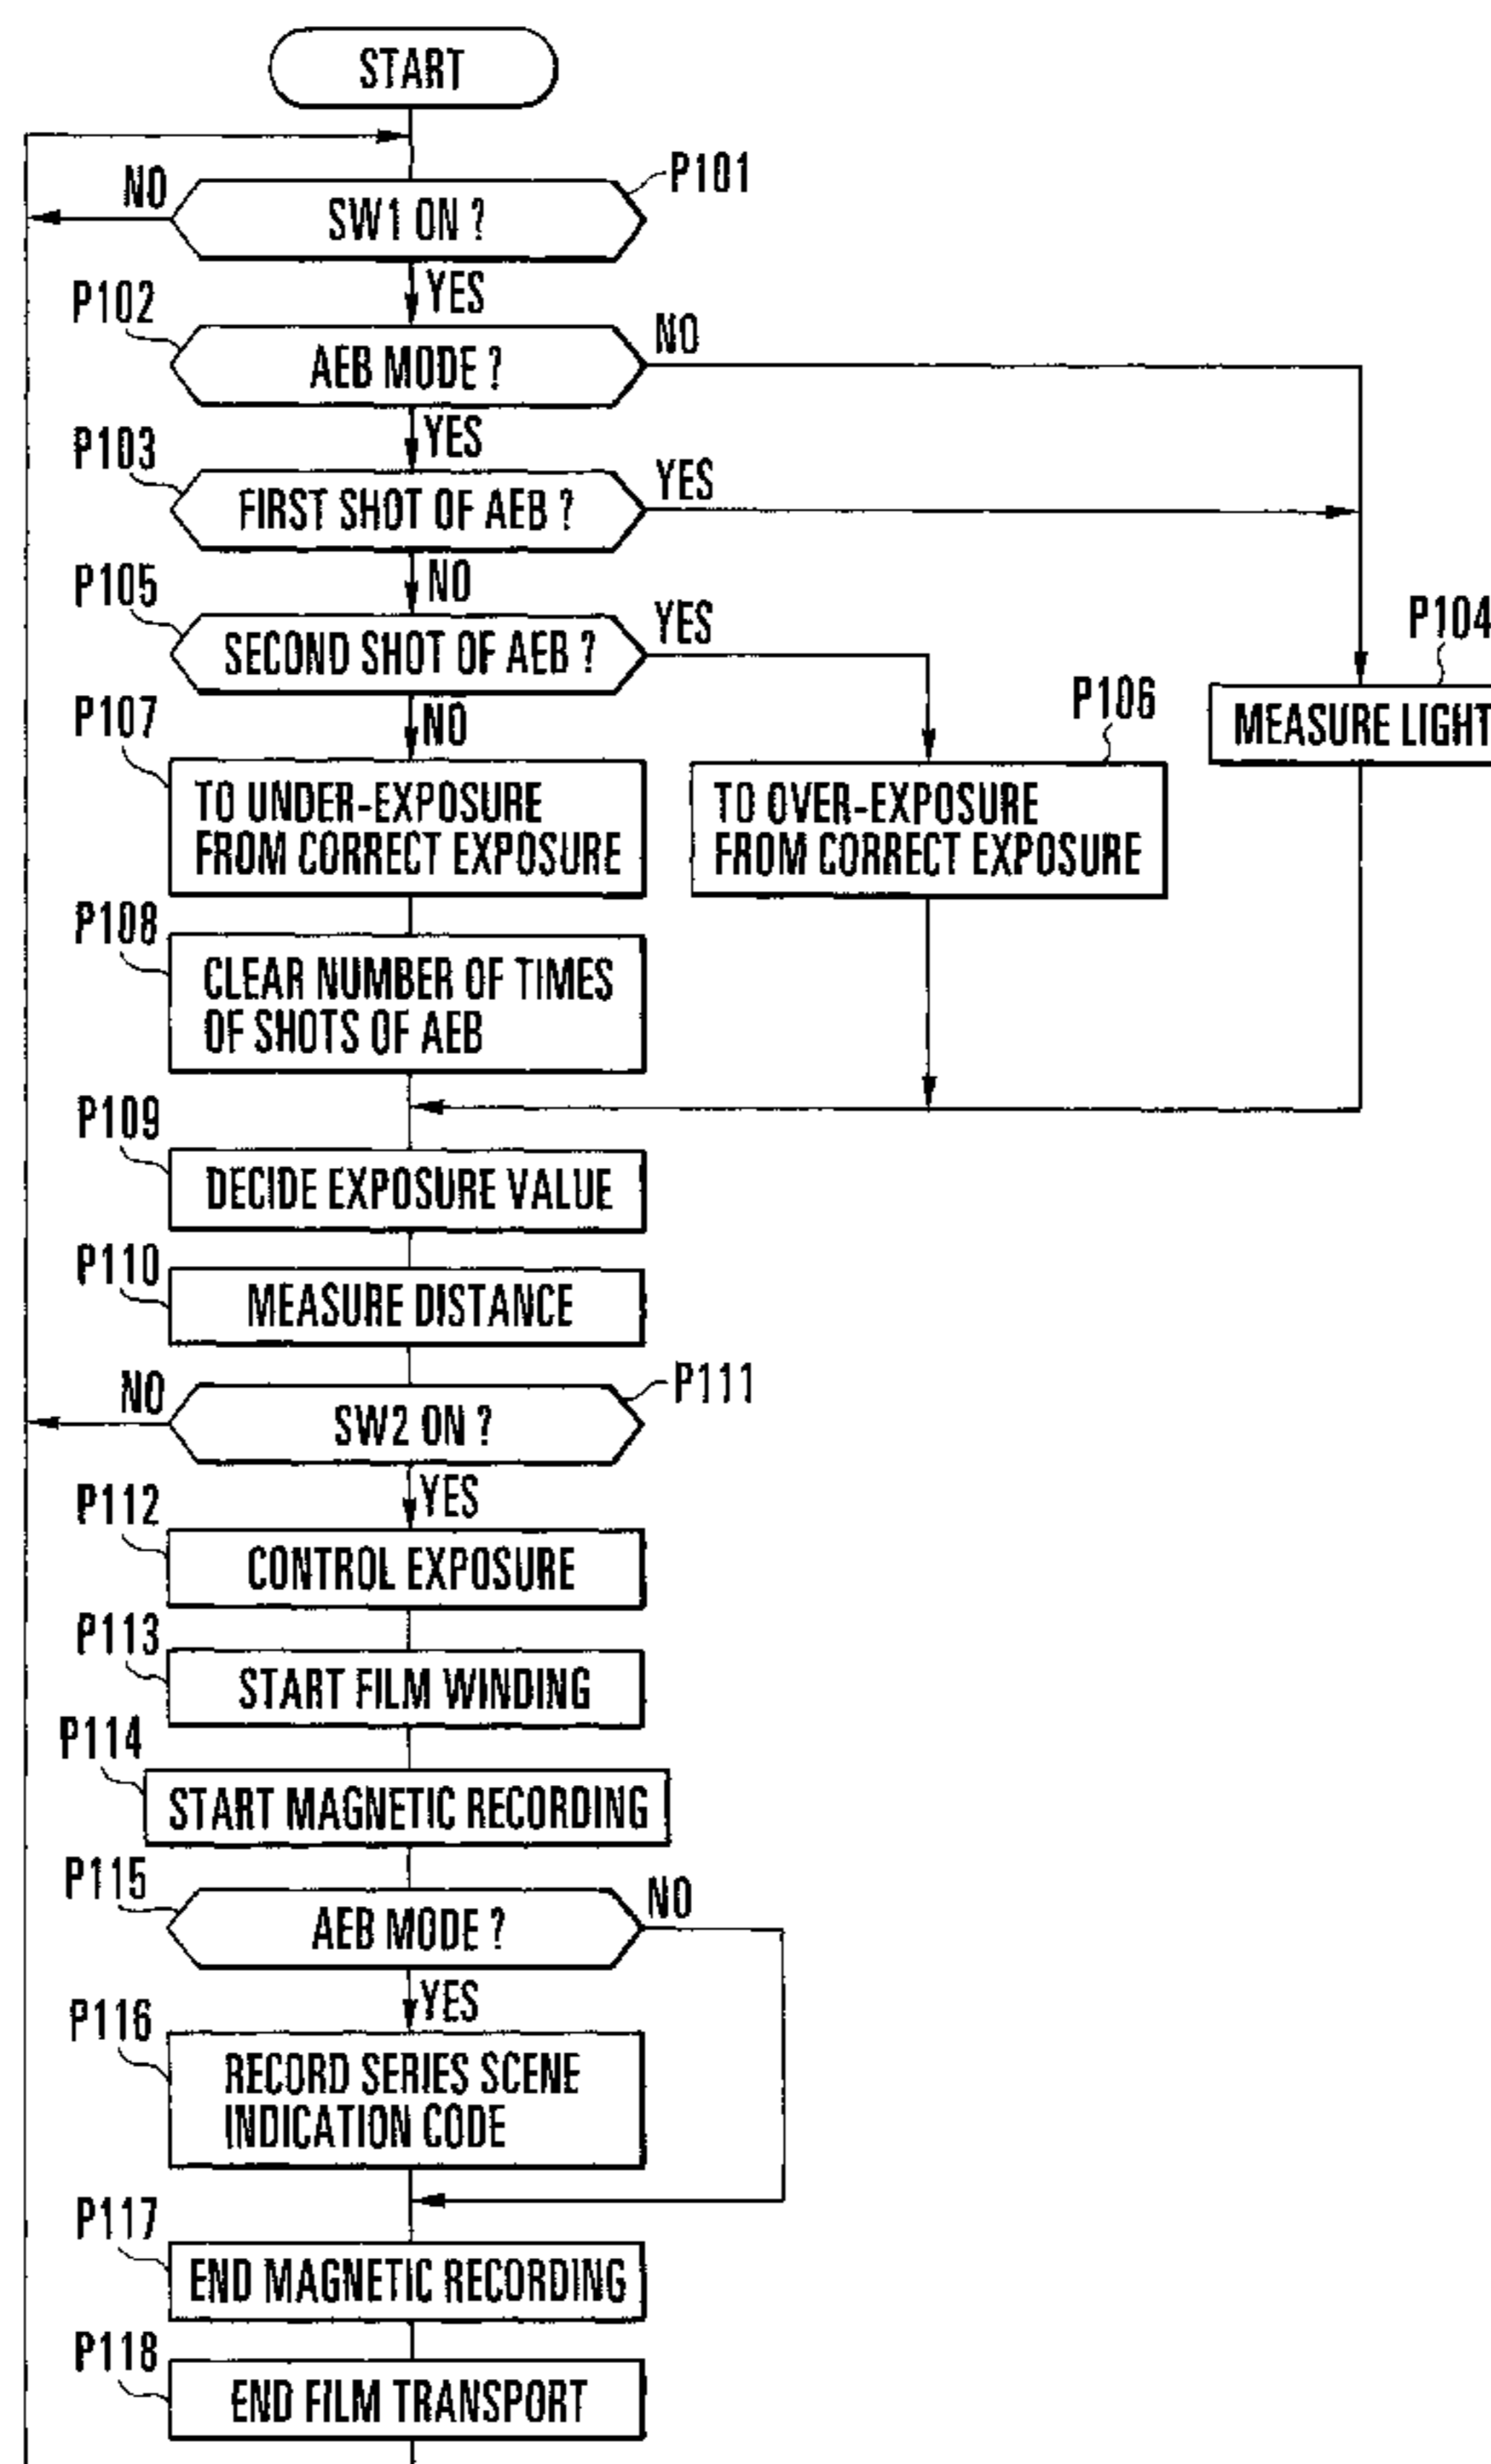 START
NO
P101
SW1 ON ?
YES
P102
NO
AEB MODE ?
YES
P103
YES
FIRST SHOT OF AEB ?
NO
P105
YES
SECOND SHOT OF AEB ?
P104
MEASURE LIGHT
NO
P107
P106
TO UNDER-EXPOSURE
FROM CORRECT EXPOSURE
TO OVER-EXPOSURE
FROM CORRECT EXPOSURE
P108
CLEAR NUMBER OF TIMES
OF SHOTS OF AEB
P109
DECIDE EXPOSURE VALUE
P110
MEASURE DISTANCE
NO
P111
SW2 ON ?
YES
P112
CONTROL EXPOSURE
P113
START FILM WINDING
P114
START MAGNETIC RECORDING
P115
NO
AEB MODE ?
YES
P116
RECORD SERIES SCENE
INDICATION CODE
P117
END MAGNETIC RECORDING
P118
END FILM TRANSPORT